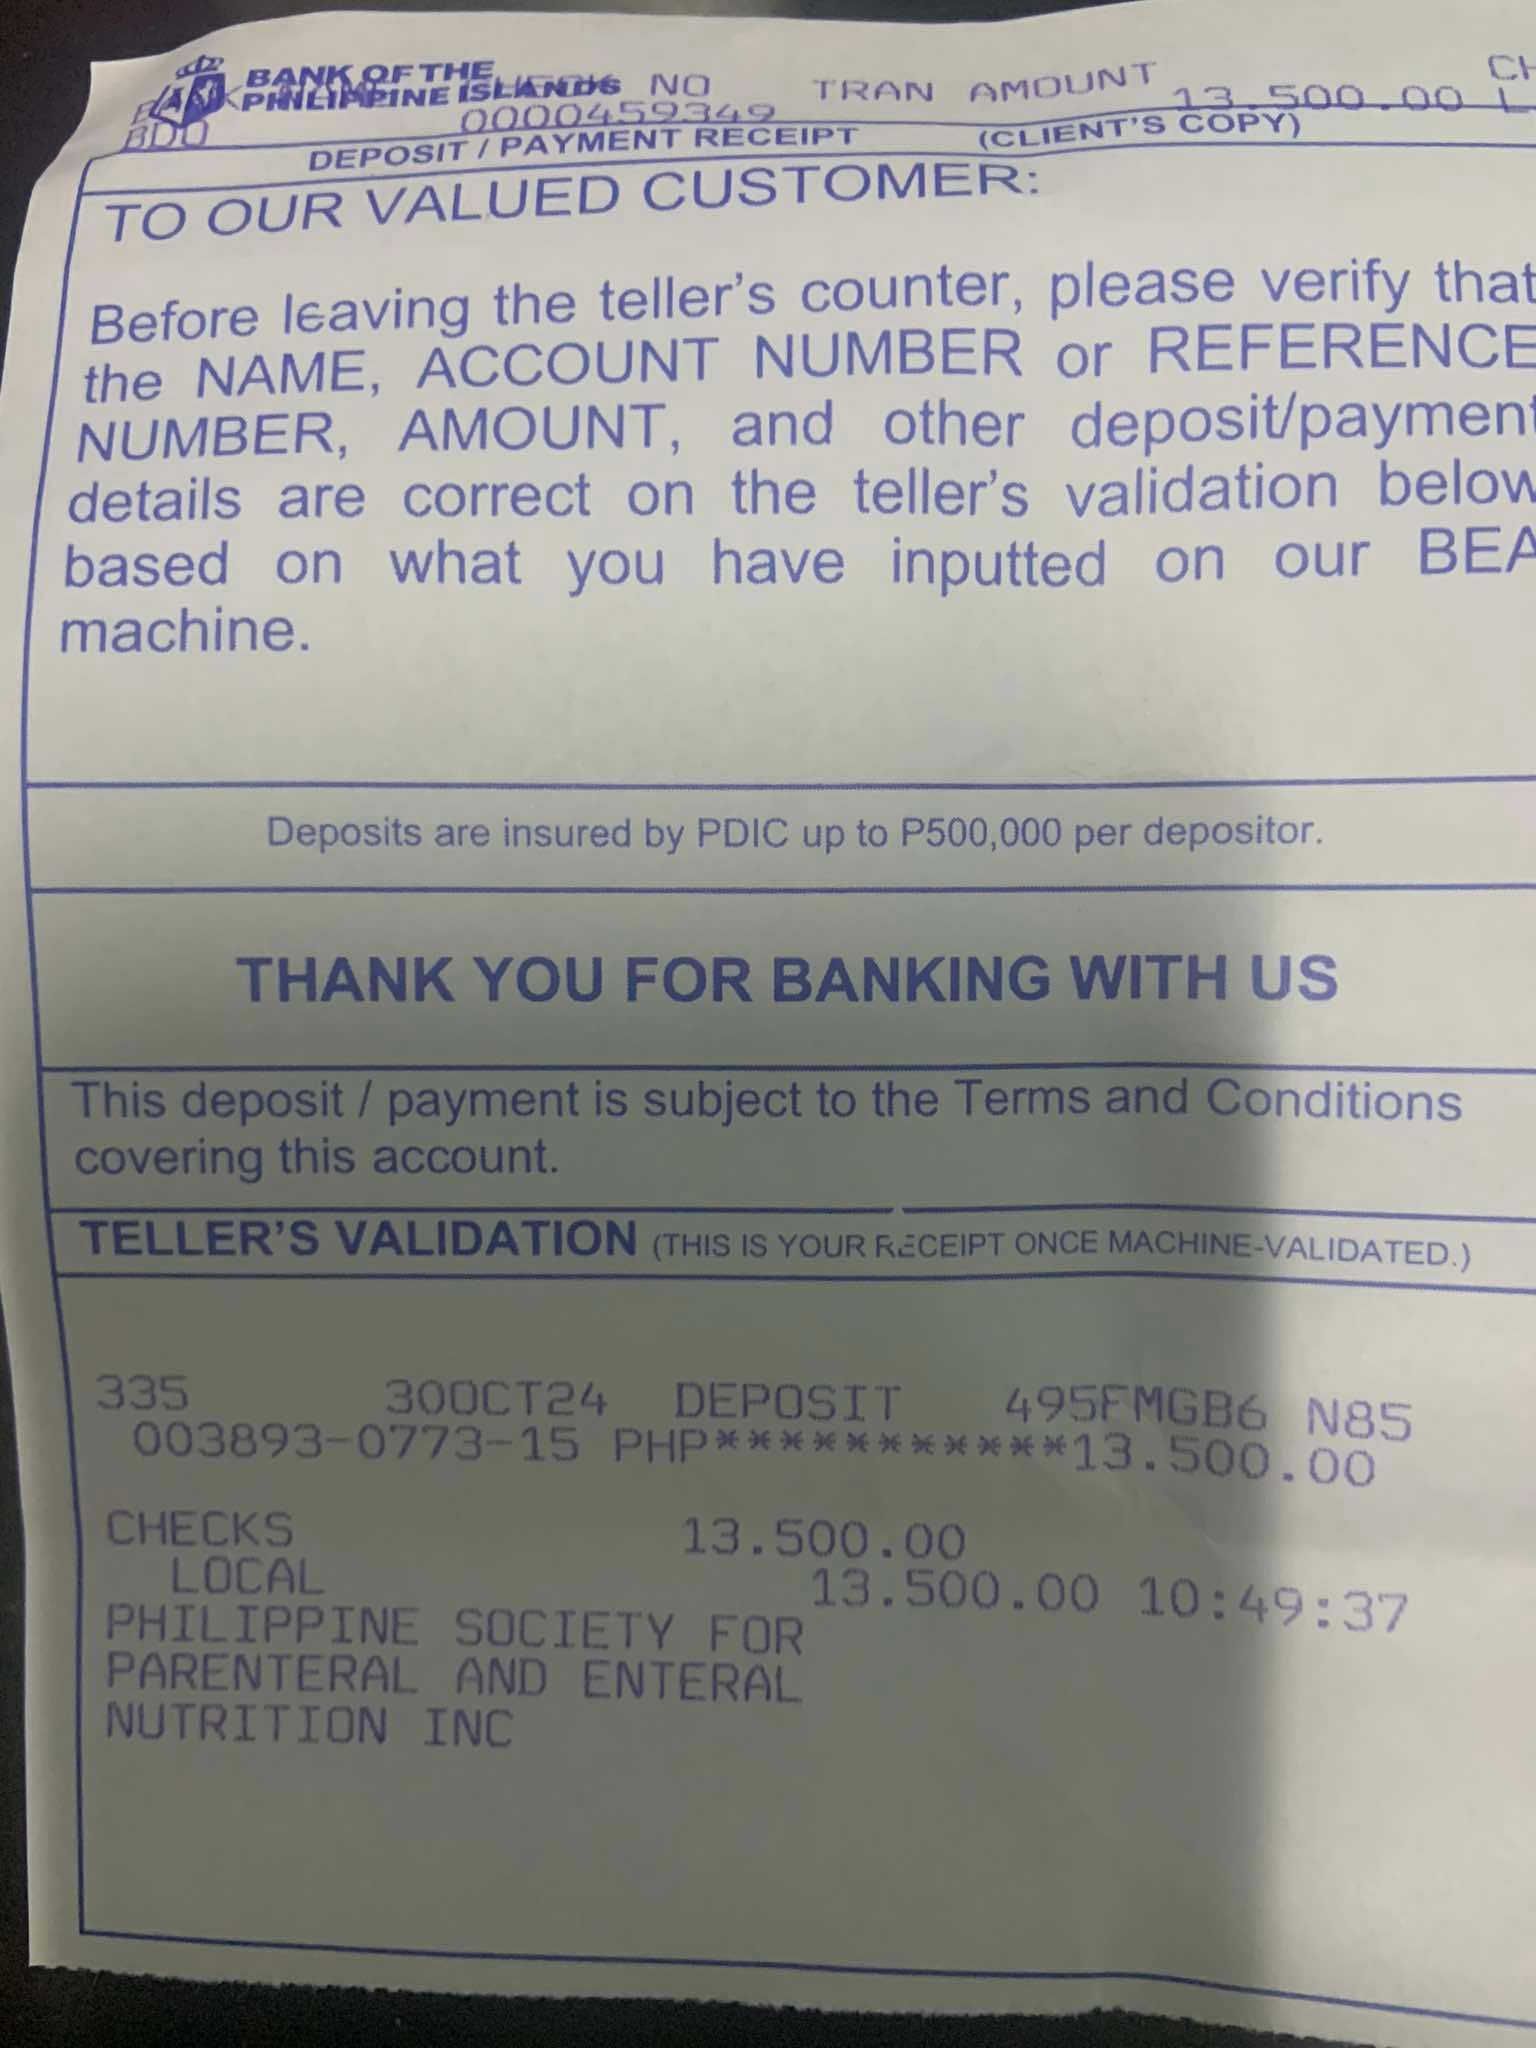 BANK OF THE
PHILIPPINE ISLANDS
NO TRAN AMOUNT CH
BDO 0000459349 13.500.00 L
DEPOSIT / PAYMENT RECEIPT (CLIENT'S COPY)
TO OUR VALUED CUSTOMER:
Before leaving the teller's counter, please verify that
the NAME, ACCOUNT NUMBER or REFERENCE
NUMBER, AMOUNT, and other deposit/payment
details are correct on the teller's validation below
based on what you have inputted on our BEA
machine.
Deposits are insured by PDIC up to P500,000 per depositor.
THANK YOU FOR BANKING WITH US
This deposit / payment is subject to the Terms and Conditions
covering this account.
TELLER'S VALIDATION (THIS IS YOUR RECEIPT ONCE MACHINE-VALIDATED.)
335 30OCT24 DEPOSIT 495FMGB6 N85
003893-0773-15 PHP***********13.500.00
CHECKS 13.500.00
LOCAL 13.500.00 10:49:37
PHILIPPINE SOCIETY FOR
PARENTERAL AND ENTERAL
NUTRITION INC